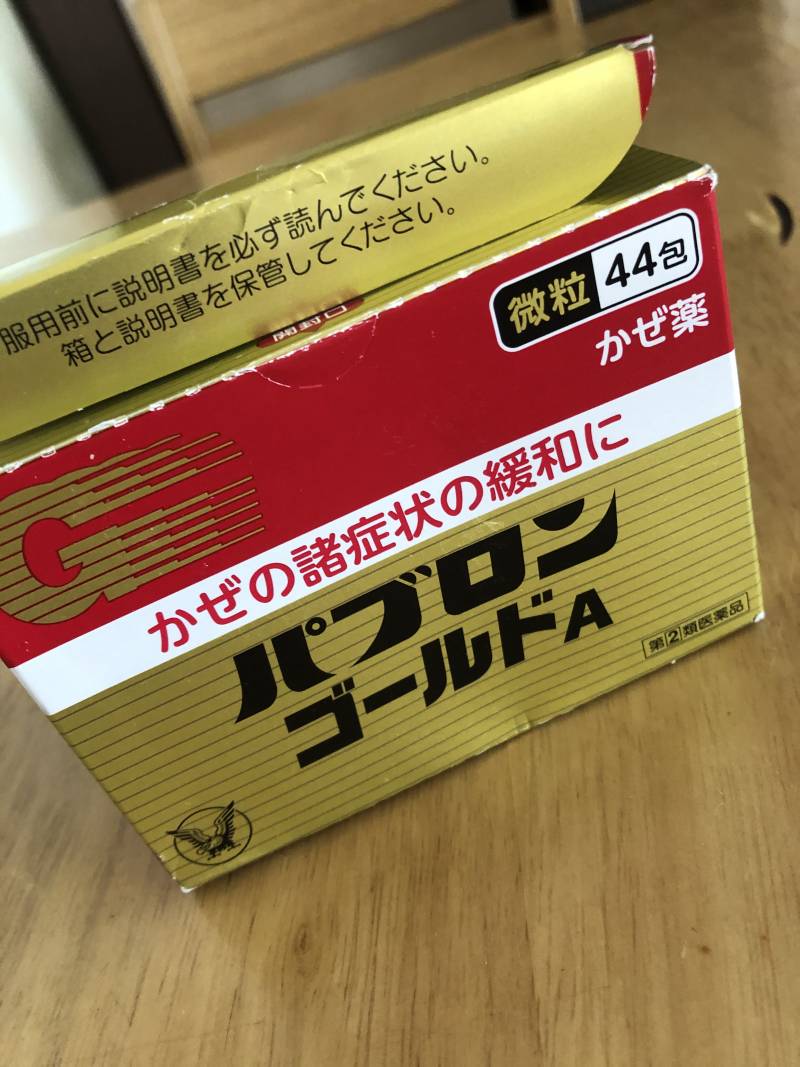 服用前に説明書を必ず読んでください。
箱と説明書を保管してください。
開封口
微粒 44包
かぜ薬
G
かぜの諸症状の緩和に
パブロン
ゴールドA
第②類医薬品